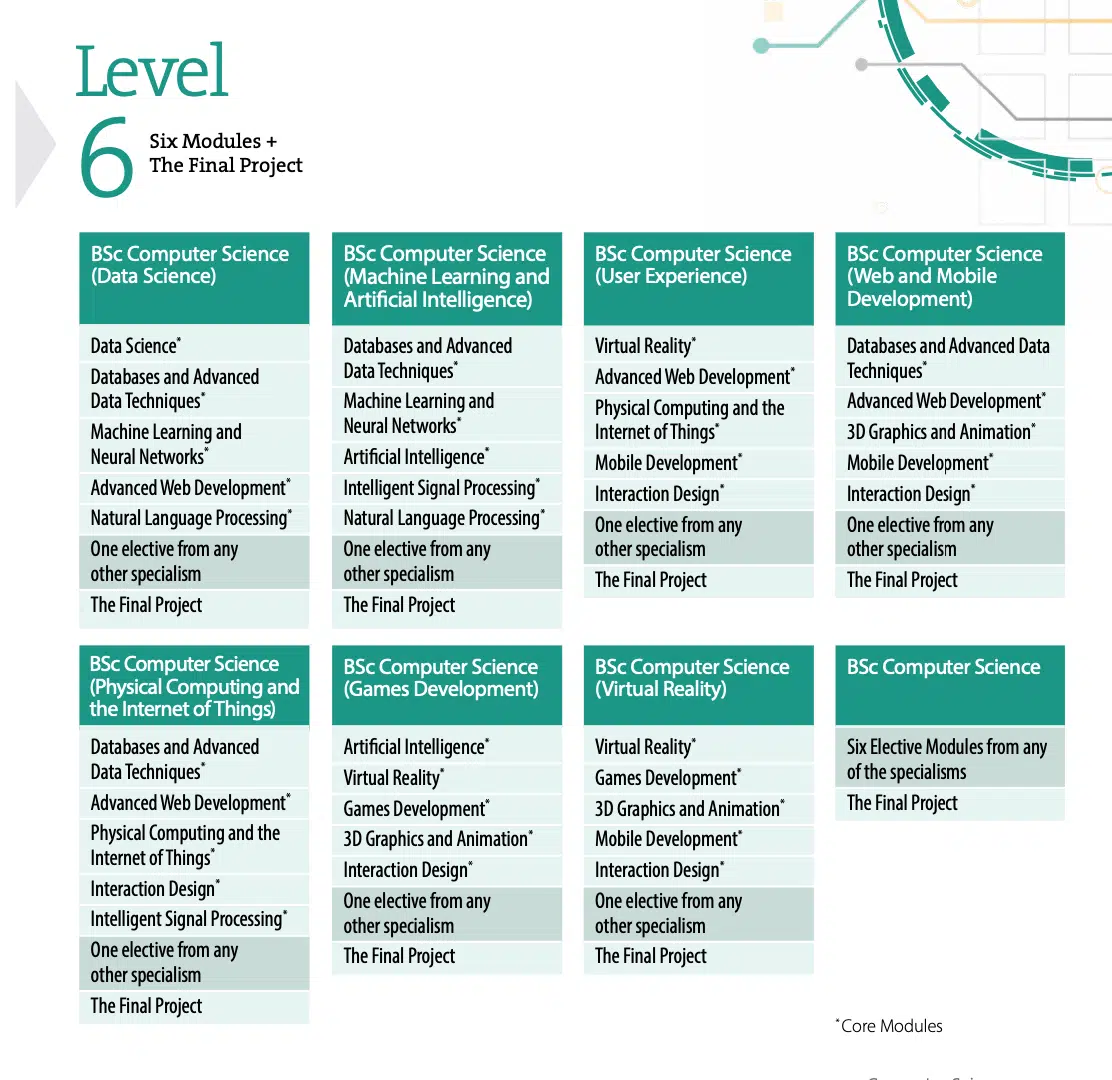 Level
6
Six Modules +
The Final Project
BSc Computer Science
(Data Science)
Data Science*
Databases and Advanced
Data Techniques*
Machine Learning and
Neural Networks*
Advanced Web Development*
Natural Language Processing*
One elective from any
other specialism
The Final Project
BSc Computer Science
(Machine Learning and
Artificial Intelligence)
Databases and Advanced
Data Techniques*
Machine Learning and
Neural Networks*
Artificial Intelligence*
Intelligent Signal Processing*
Natural Language Processing*
One elective from any
other specialism
The Final Project
BSc Computer Science
(User Experience)
Virtual Reality*
Advanced Web Development*
Physical Computing and the
Internet of Things*
Mobile Development*
Interaction Design*
One elective from any
other specialism
The Final Project
BSc Computer Science
(Web and Mobile
Development)
Databases and Advanced Data
Techniques*
Advanced Web Development*
3D Graphics and Animation*
Mobile Development*
Interaction Design*
One elective from any
other specialism
The Final Project
BSc Computer Science
(Physical Computing and
the Internet of Things)
Databases and Advanced
Data Techniques*
Advanced Web Development*
Physical Computing and the
Internet of Things*
Interaction Design*
Intelligent Signal Processing*
One elective from any
other specialism
The Final Project
BSc Computer Science
(Games Development)
Artificial Intelligence*
Virtual Reality*
Games Development*
3D Graphics and Animation*
Interaction Design*
One elective from any
other specialism
The Final Project
BSc Computer Science
(Virtual Reality)
Virtual Reality*
Games Development*
3D Graphics and Animation*
Mobile Development*
Interaction Design*
One elective from any
other specialism
The Final Project
BSc Computer Science
Six Elective Modules from any
of the specialisms
The Final Project
*Core Modules